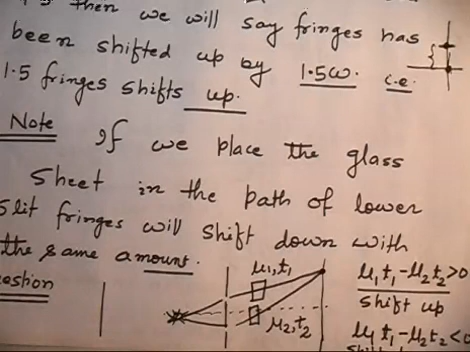 then we will say fringes has
been shifted up by 1.5ω. i.e.
1.5 fringes shifts up.
Note If we place the glass
Sheet in the path of lower
Slit fringes will shift down with
the same amount.
estion
μ₁,t₁
μ₂,t₂
μ₁t₁-μ₂t₂>0
Shift up
μ₁t₁-μ₂t₂<0